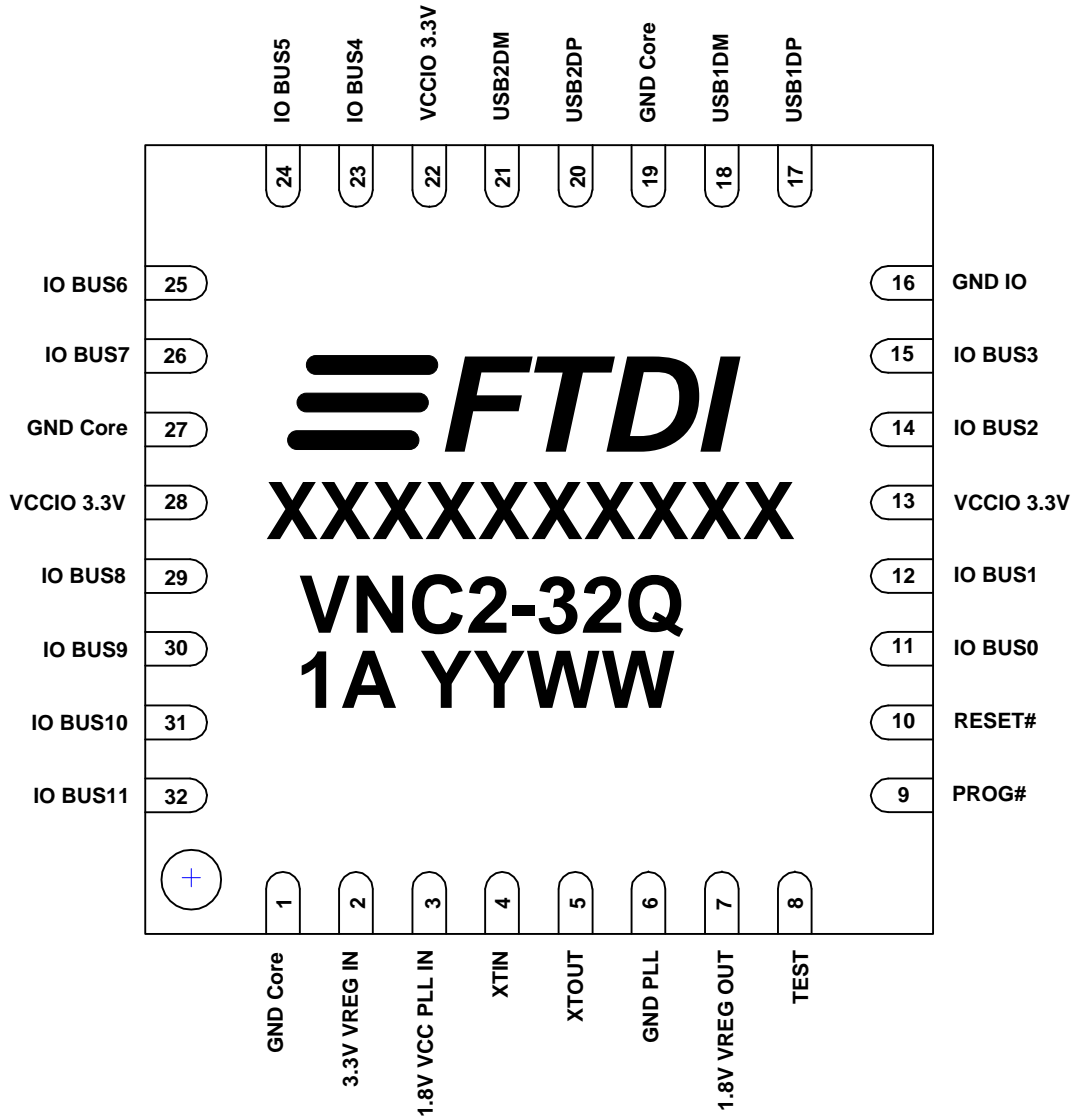 IO BUS5
IO BUS4
VCCIO 3.3V
USB2DM
USB2DP
GND Core
USB1DM
USB1DP
24
23
22
21
20
19
18
17
IO BUS6 25
16 GND IO
IO BUS7 26
15 IO BUS3
GND Core 27
14 IO BUS2
VCCIO 3.3V 28
13 VCCIO 3.3V
IO BUS8 29
12 IO BUS1
IO BUS9 30
11 IO BUS0
IO BUS10 31
10 RESET#
IO BUS11 32
9 PROG#
FTDI
XXXXXXXXXX
VNC2-32Q
1A YYWW
1
2
3
4
5
6
7
8
GND Core
3.3V VREG IN
1.8V VCC PLL IN
XTIN
XTOUT
GND PLL
1.8V VREG OUT
TEST